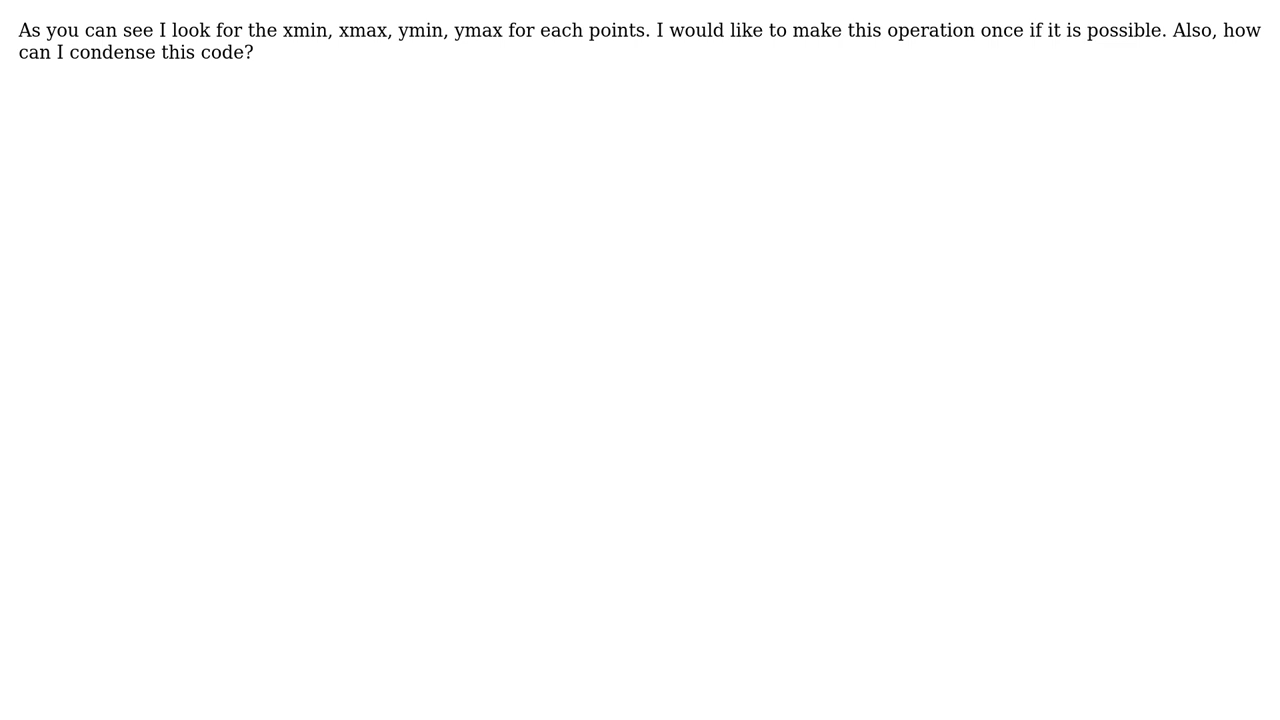 As you can see I look for the xmin, xmax, ymin, ymax for each points. I would like to make this operation once if it is possible. Also, how
can I condense this code?